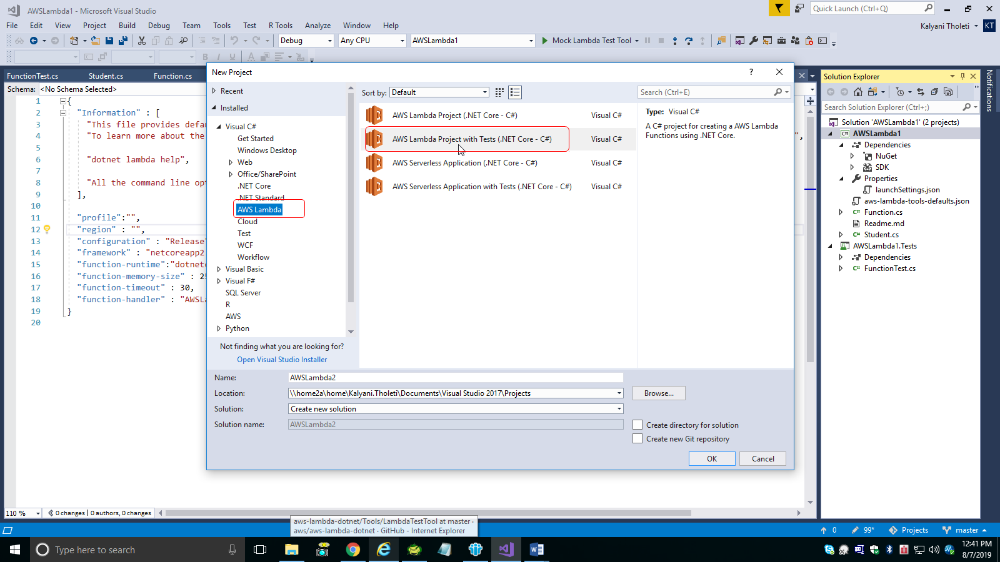 AWSLambda1 - Microsoft Visual Studio
Quick Launch (Ctrl+Q)
File Edit View Project Build Debug Team Tools Test R Tools Analyze Window Help
Kalyani Tholeti KT
Debug Any CPU AWSLambda1 Mock Lambda Test Tool
FunctionTest.cs Student.cs Function.cs
Schema: <No Schema Selected>
1 {
2 "Information" : [
3 "This file provides defau
4 "To learn more about the
5
6 "dotnet lambda help",
7
8 "All the command line opt
9 ],
10
11 "profile":"",
12 "region" : "",
13 "configuration" : "Release"
14 "framework" : "netcoreapp2
15 "function-runtime":"dotnetc
16 "function-memory-size" : 25
17 "function-timeout" : 30,
18 "function-handler" : "AWSLa
19 }
20
",
110 %
0 changes | 0 authors, 0 changes
New Project
?
Recent
Installed
Visual C#
Get Started
Windows Desktop
Web
Office/SharePoint
.NET Core
.NET Standard
AWS Lambda
Cloud
Test
WCF
Workflow
Visual Basic
Visual F#
SQL Server
R
AWS
Python
Not finding what you are looking for?
Open Visual Studio Installer
Sort by: Default
Search (Ctrl+E)
AWS Lambda Project (.NET Core - C#) Visual C#
AWS Lambda Project with Tests (.NET Core - C#) Visual C#
AWS Serverless Application (.NET Core - C#) Visual C#
AWS Serverless Application with Tests (.NET Core - C#) Visual C#
Type: Visual C#
A C# project for creating a AWS Lambda
Functions using .NET Core.
Name: AWSLambda2
Location: \\home2a\home\Kalyani.Tholeti\Documents\Visual Studio 2017\Projects
Browse...
Solution: Create new solution
Solution name: AWSLambda2
Create directory for solution
Create new Git repository
OK Cancel
Solution Explorer
Search Solution Explorer (Ctrl+;)
Solution 'AWSLambda1' (2 projects)
C# AWSLambda1
Dependencies
NuGet
SDK
Properties
launchSettings.json
aws-lambda-tools-defaults.json
C# Function.cs
Readme.md
C# Student.cs
AWSLambda1.Tests
Dependencies
C# FunctionTest.cs
Notifications
aws-lambda-dotnet/Tools/LambdaTestTool at master ·
aws/aws-lambda-dotnet · GitHub - Internet Explorer
0 99* Projects master
Type here to search
12:41 PM
8/7/2019